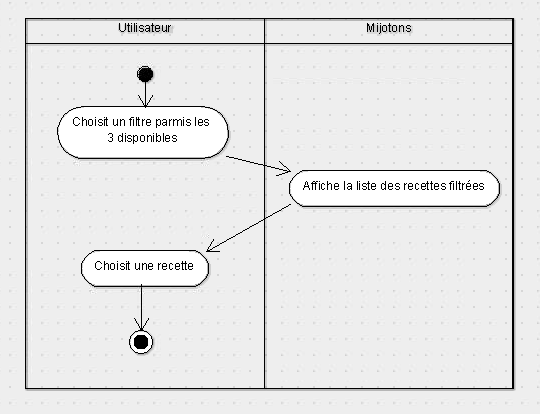 Utilisateur
Mijotons
Choisit un filtre parmis les
3 disponibles
Affiche la liste des recettes filtrées
Choisit une recette